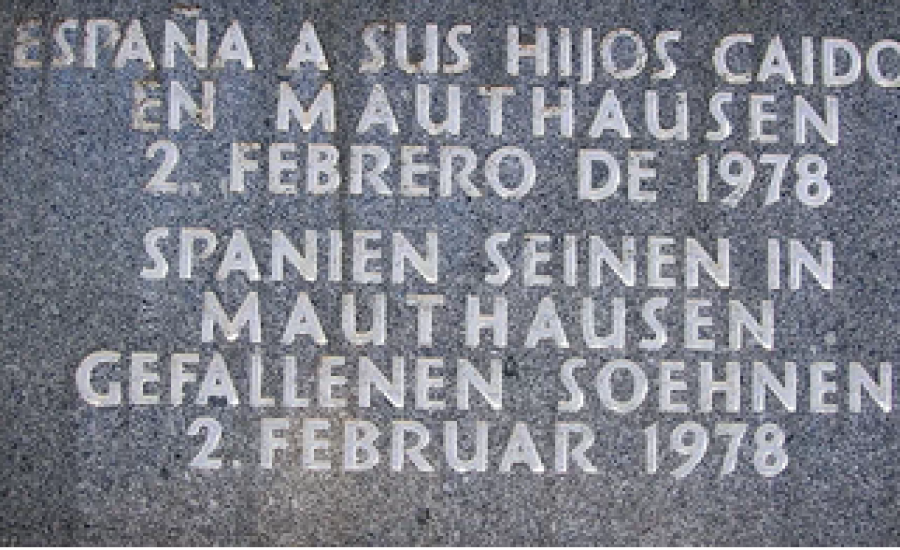 ESPAÑA A SUS HIJOS CAIDO
EN MAUTHAUSEN
2. FEBRERO DE 1978
SPANIEN SEINEN IN
MAUTHAUSEN
GEFALLENEN SOEHNEN
2. FEBRUAR 1978